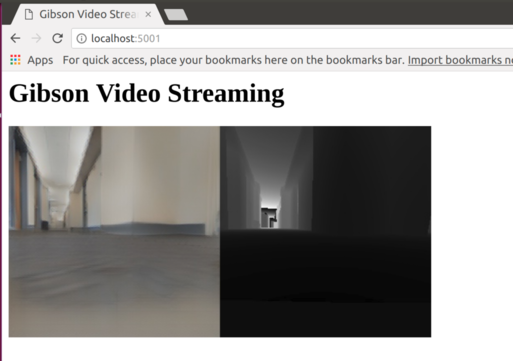 Gibson Video Strea
localhost:5001
Apps For quick access, place your bookmarks here on the bookmarks bar. Import bookmarks n
Gibson Video Streaming